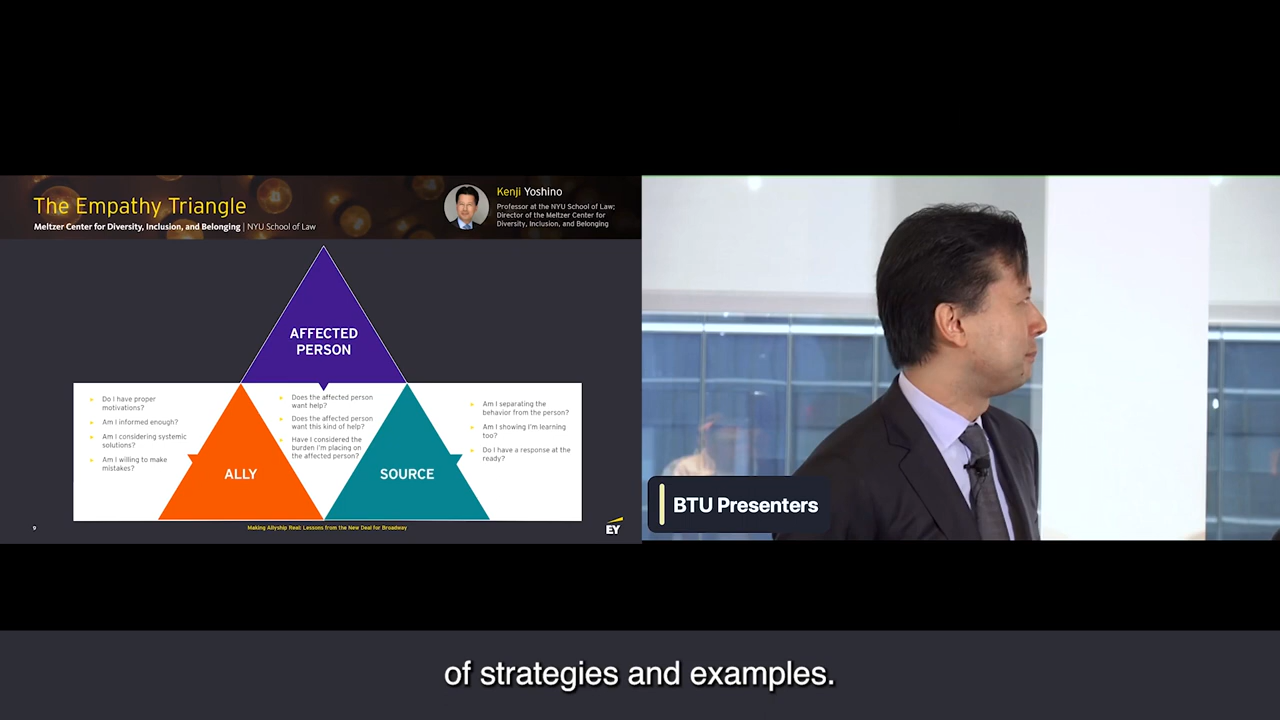 The Empathy Triangle
Meltzer Center for Diversity, Inclusion, and Belonging | NYU School of Law
Kenji Yoshino
Professor at the NYU School of Law;
Director of the Meltzer Center for
Diversity, Inclusion, and Belonging
AFFECTED
PERSON
Do I have proper
motivations?
Am I informed enough?
Am I considering systemic
solutions?
Am I willing to make
mistakes?
ALLY
Does the affected person
want help?
Does the affected person
want this kind of help?
Have I considered the
burden I'm placing on
the affected person?
SOURCE
Am I separating the
behavior from the person?
Am I showing I'm learning
too?
Do I have a response at the
ready?
9
Making Allyship Real: Lessons from the New Deal for Broadway
EY
BTU Presenters
of strategies and examples.